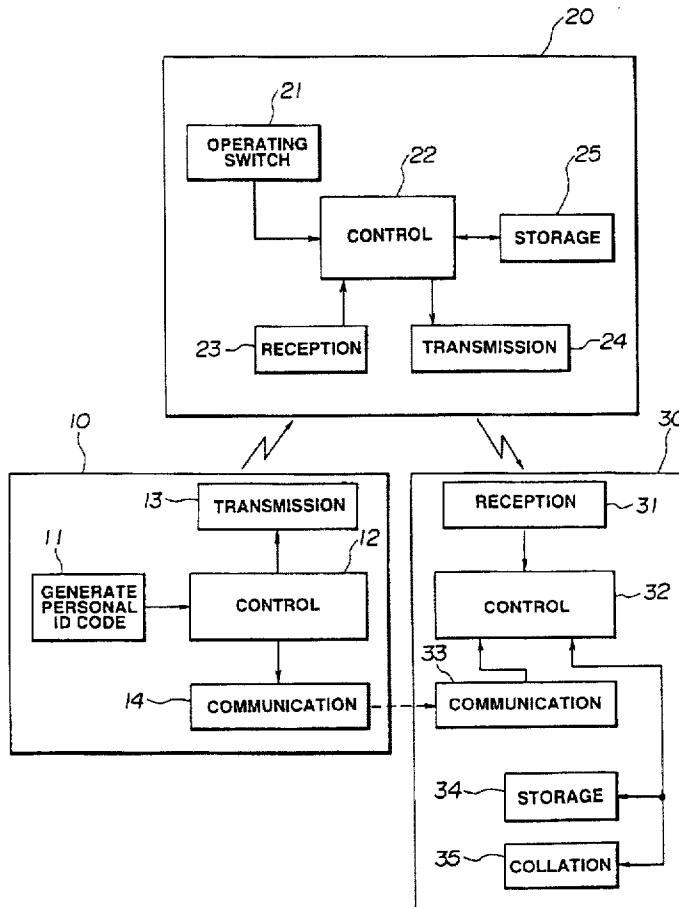 20
21
OPERATING
SWITCH
22
25
CONTROL
STORAGE
23
RECEPTION
TRANSMISSION
24
10
30
13
TRANSMISSION
RECEPTION
31
11
12
GENERATE
PERSONAL
ID CODE
CONTROL
CONTROL
32
33
14
COMMUNICATION
COMMUNICATION
34
STORAGE
35
COLLATION